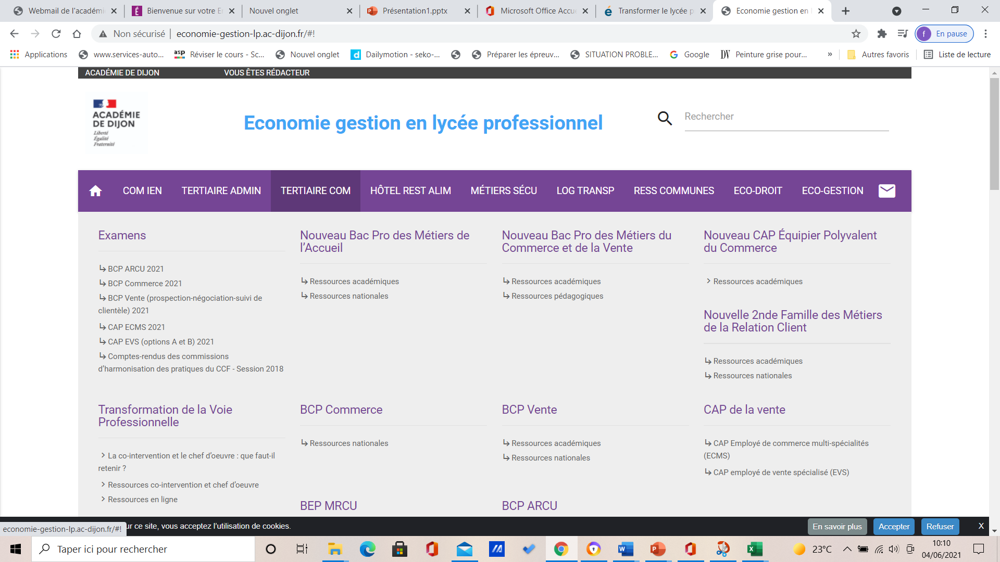 Webmail de l'académi
Bienvenue sur votre E
Nouvel onglet
Présentation1.pptx
Microsoft Office Accu
Transformer le lycée p
Economie gestion en l
Non sécurisé
economie-gestion-lp.ac-dijon.fr/#!
f En pause
Applications
www.services-auto...
asp Réviser le cours - Sc...
Nouvel onglet
d Dailymotion - seko-...
Préparer les épreuv...
SITUATION PROBLE...
Google
DV Peinture grise pour...
»
Autres favoris
Liste de lecture
ACADÉMIE DE DIJON
VOUS ÊTES RÉDACTEUR
ACADÉMIE
DE DIJON
Liberté
Égalité
Fraternité
Economie gestion en lycée professionnel
Rechercher
COM IEN
TERTIAIRE ADMIN
TERTIAIRE COM
HÔTEL REST ALIM
MÉTIERS SÉCU
LOG TRANSP
RESS COMMUNES
ECO-DROIT
ECO-GESTION
Examens
BCP ARCU 2021
BCP Commerce 2021
BCP Vente (prospection-négociation-suivi de
clientèle) 2021
CAP ECMS 2021
CAP EVS (options A et B) 2021
Comptes-rendus des commissions
d’harmonisation des pratiques du CCF - Session 2018
Nouveau Bac Pro des Métiers de
l’Accueil
Ressources académiques
Ressources nationales
Nouveau Bac Pro des Métiers du
Commerce et de la Vente
Ressources académiques
Ressources pédagogiques
Nouveau CAP Équipier Polyvalent
du Commerce
Ressources académiques
Nouvelle 2nde Famille des Métiers
de la Relation Client
Ressources académiques
Ressources nationales
Transformation de la Voie
Professionnelle
La co-intervention et le chef d’oeuvre : que faut-il
retenir ?
Ressources co-intervention et chef d’oeuvre
Ressources en ligne
BCP Commerce
Ressources nationales
BEP MRCU
BCP Vente
Ressources académiques
Ressources nationales
BCP ARCU
CAP de la vente
CAP Employé de commerce multi-spécialités
(ECMS)
CAP employé de vente spécialisé (EVS)
economie-gestion-lp.ac-dijon.fr/#!
ur ce site, vous acceptez l’utilisation de cookies.
En savoir plus
Accepter
Refuser
X
Taper ici pour rechercher
23°C
10:10
04/06/2021